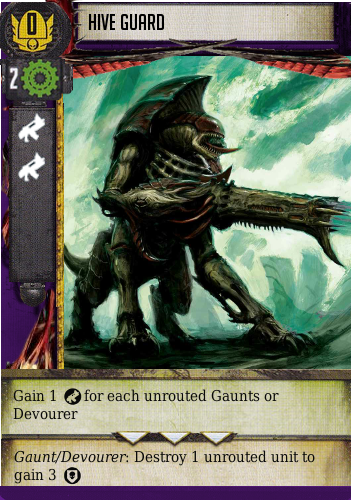 0
HIVE GUARD
2
Gain 1 for each unrouted Gaunts or
Devourer
Gaunt/Devourer: Destroy 1 unrouted unit to
gain 3